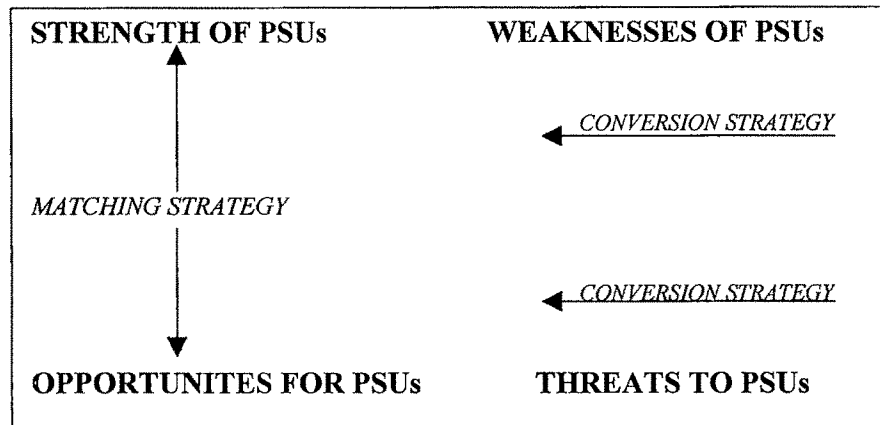 STRENGTH OF PSUs
WEAKNESSES OF PSUs
CONVERSION STRATEGY
MATCHING STRATEGY
CONVERSION STRATEGY
OPPORTUNITES FOR PSUs
THREATS TO PSUs